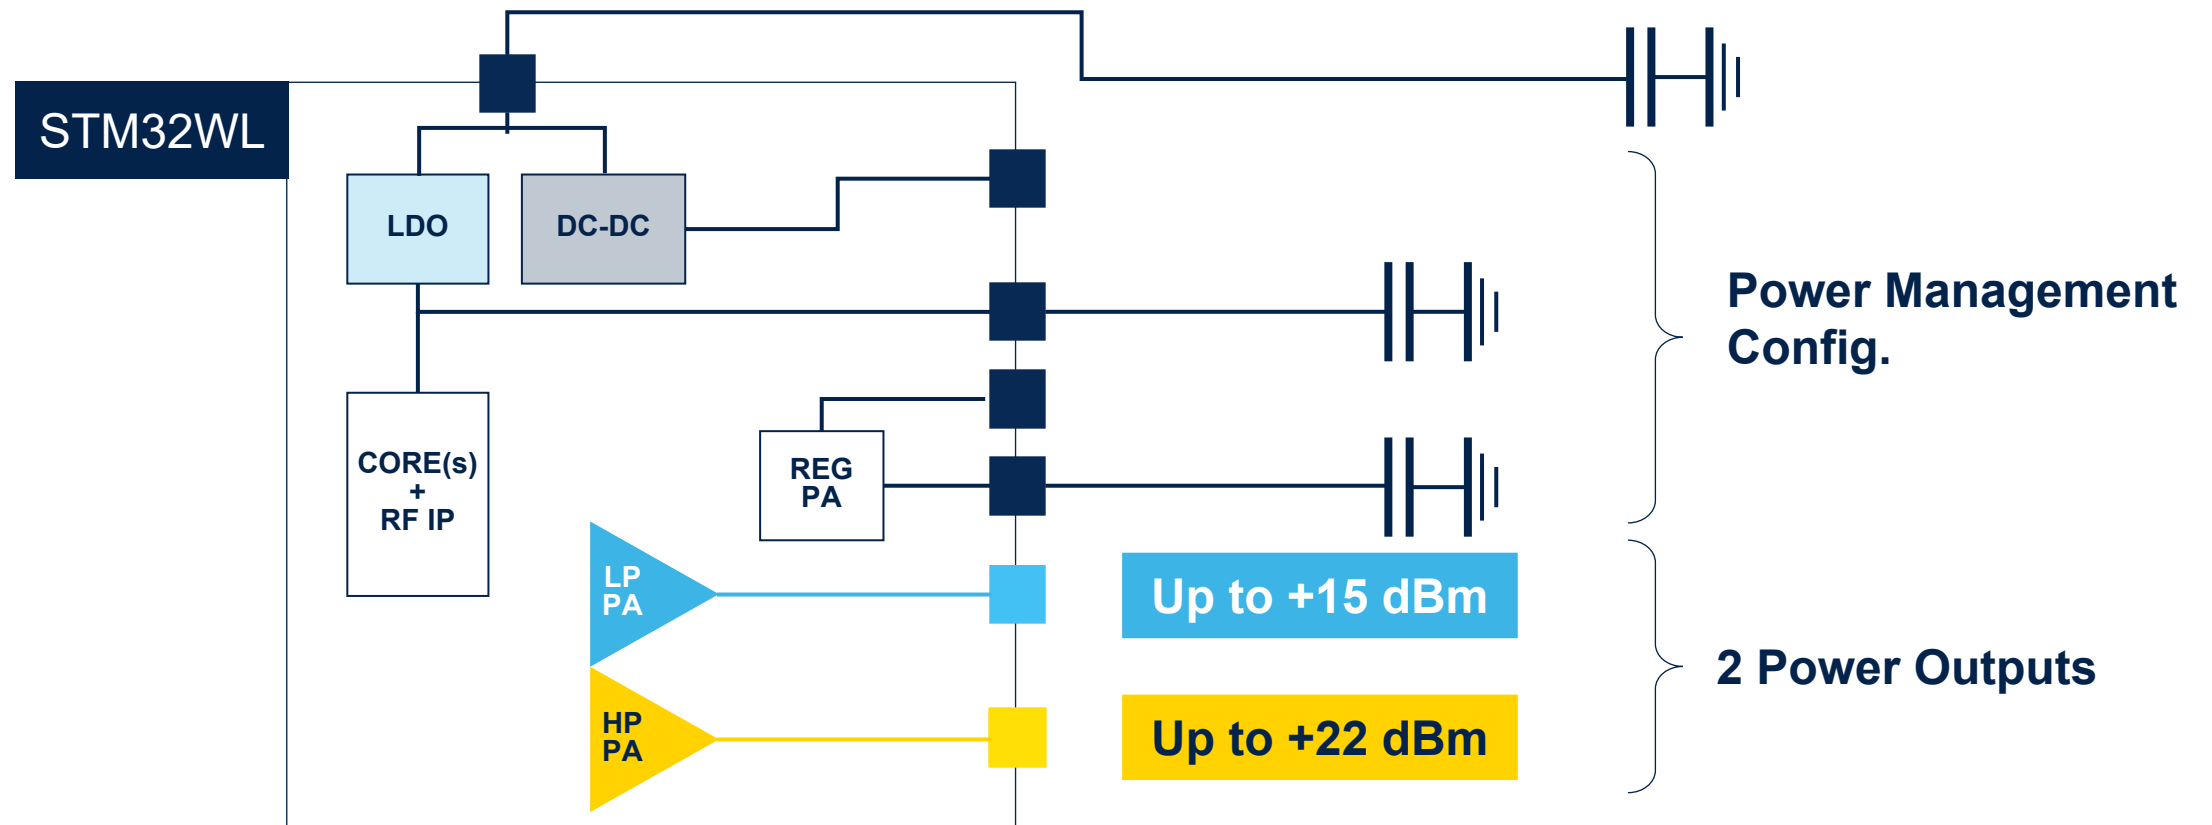 STM32WL
LDO
DC-DC
Power Management
Config.
CORE(s)
+
RF IP
REG
PA
LP
PA
Up to +15 dBm
2 Power Outputs
HP
PA
Up to +22 dBm